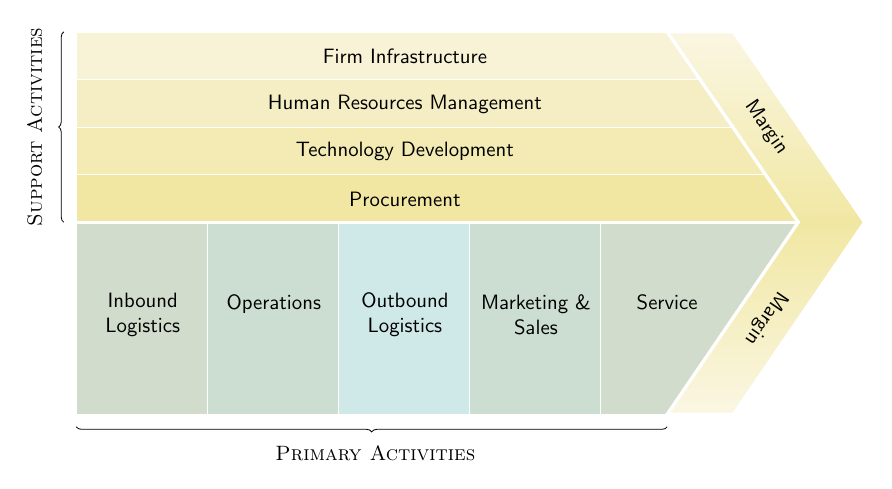 Support Activities
Firm Infrastructure
Human Resources Management
Technology Development
Procurement
Margin
Inbound
Logistics
Operations
Outbound
Logistics
Marketing &
Sales
Service
Margin
Primary Activities